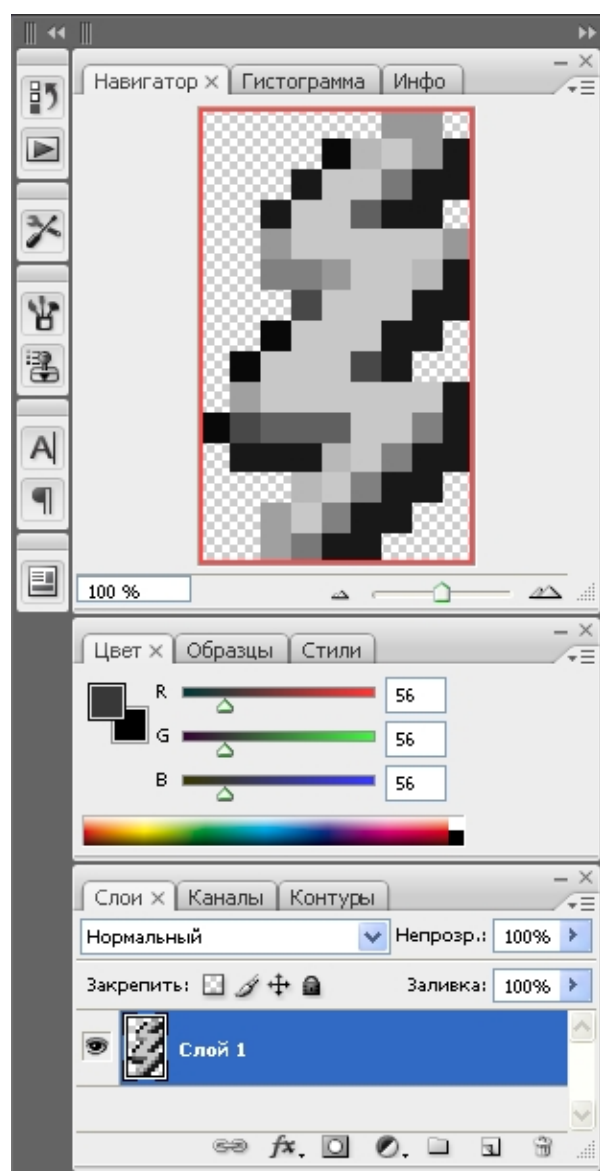 Навигатор Гистограмма Инфо
100 %
Цвет Образцы Стили
R 56
G 56
B 56
Слои Каналы Контуры
Нормальный Непрозр.: 100%
Закрепить: Заливка: 100%
Слой 1